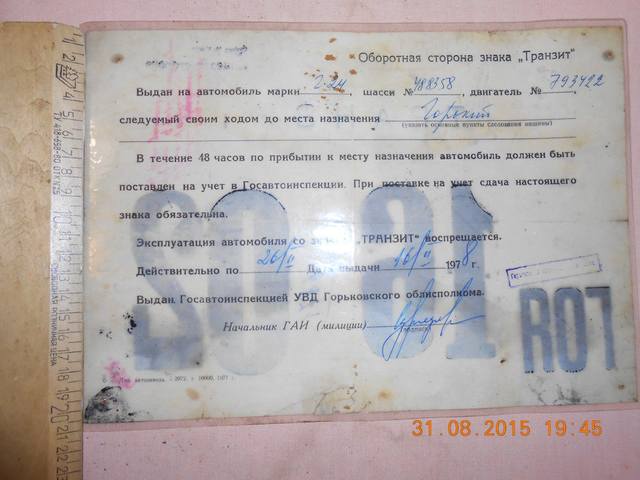 Оборотная сторона знака „Транзит"
Выдан на автомобиль марки Г-24, шасси № 488358, двигатель № 793422,
следуемый своим ходом до места назначения Горький
(указать основные пункты следования машины)
В течение 48 часов по прибытии к месту назначения автомобиль должен быть
поставлен на учет в Госавтоинспекции. При поставке на учет сдача настоящего
знака обязательна.
Эксплуатация автомобиля со знаком „ТРАНЗИТ" воспрещается.
Действительно по 26/II Дата выдачи 16/II 1978 г.
Выдан Госавтоинспекцией УВД Горьковского облисполкома.
Начальник ГАИ (милиции)
(подпись)
31.08.2015 19:45